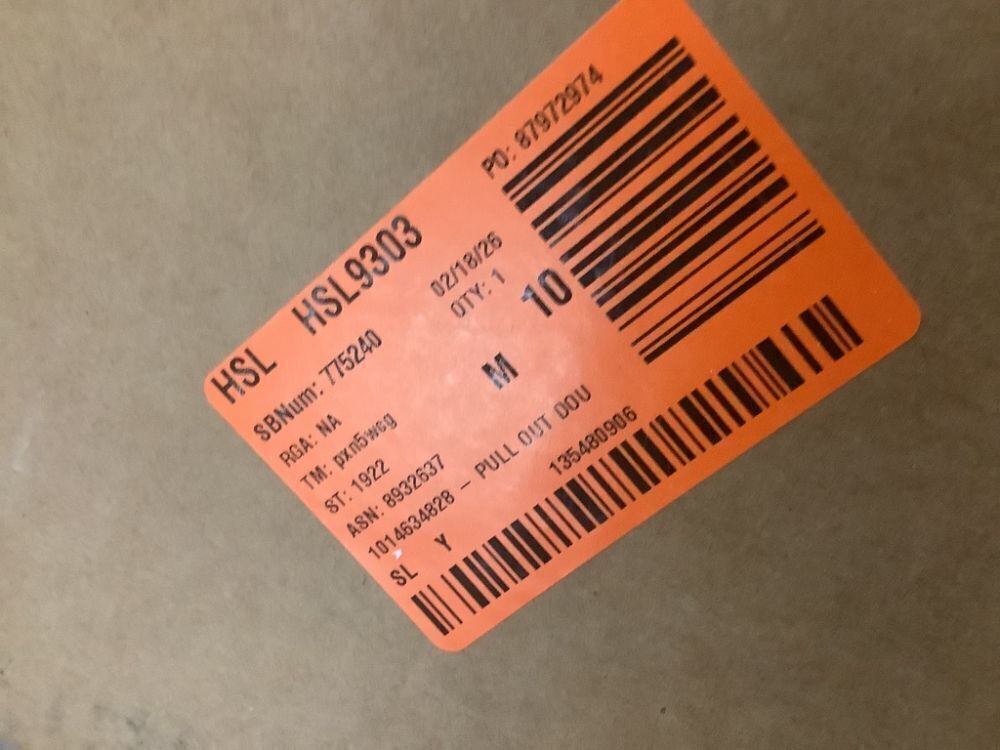 HSL HSL9303
SBNum: 775240
RGA: NA
02/18/26
TM: pxn5wcg
QTY: 1
PO: 87972974
ST: 1922
M
10
ASN: 8932637
1014634828 - PULL OUT DOU
SL Y
135480906